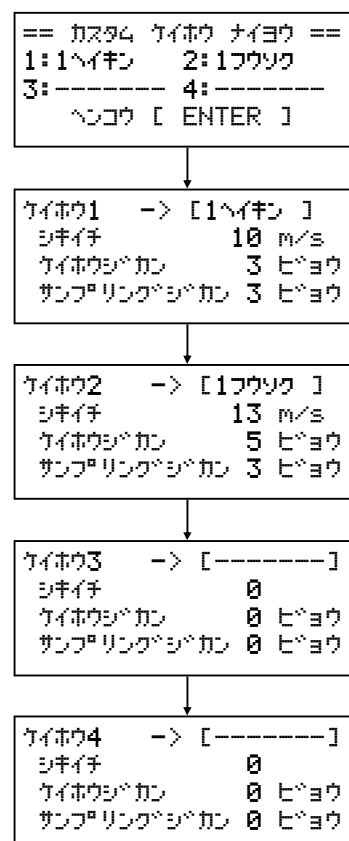 == カスタム ケイホウ ナイヨウ ==
1:1ヘイキン 2:1フウソク
3:------- 4:-------
ヘンコウ [ ENTER ]
ケイホウ1 -> [1ヘイキン ]
シキイチ 10 m/s
ケイホウジカン 3 ビョウ
サンプリングジカン 3 ビョウ
ケイホウ2 -> [1フウソク ]
シキイチ 13 m/s
ケイホウジカン 5 ビョウ
サンプリングジカン 3 ビョウ
ケイホウ3 -> [-------]
シキイチ 0
ケイホウジカン 0 ビョウ
サンプリングジカン 0 ビョウ
ケイホウ4 -> [-------]
シキイチ 0
ケイホウジカン 0 ビョウ
サンプリングジカン 0 ビョウ